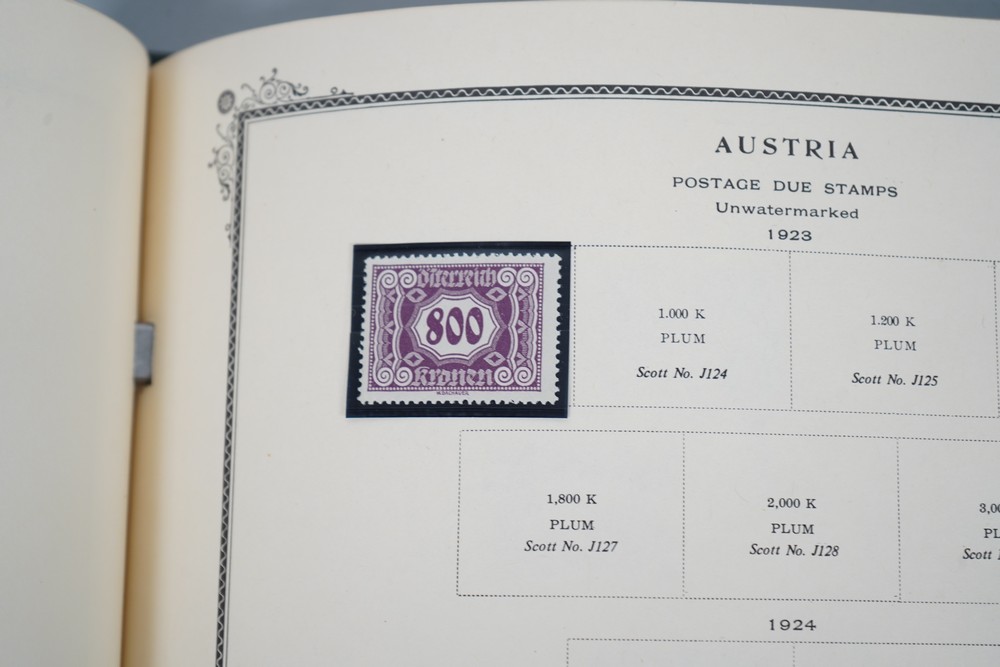 AUSTRIA
POSTAGE DUE STAMPS
Unwatermarked
1923
Österreich
800
Kronen
1.000 K
PLUM
Scott No. J124
1.200 K
PLUM
Scott No. J125
1,800 K
PLUM
Scott No. J127
2,000 K
PLUM
Scott No. J128
Scott
1924